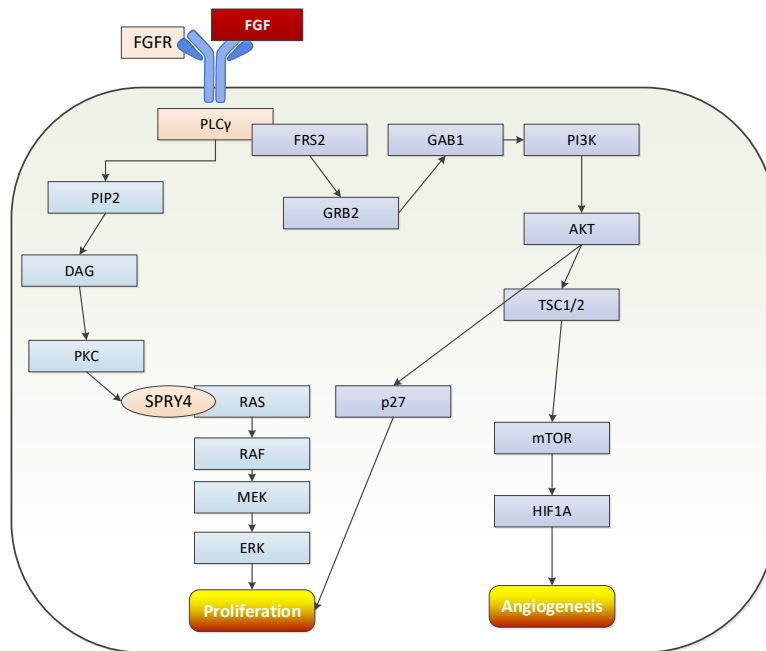 FGF
FGFR
PLCγ
FRS2
GAB1
PI3K
PIP2
GRB2
AKT
DAG
TSC1/2
PKC
SPRY4
RAS
p27
RAF
mTOR
MEK
HIF1A
ERK
Proliferation
Angiogenesis